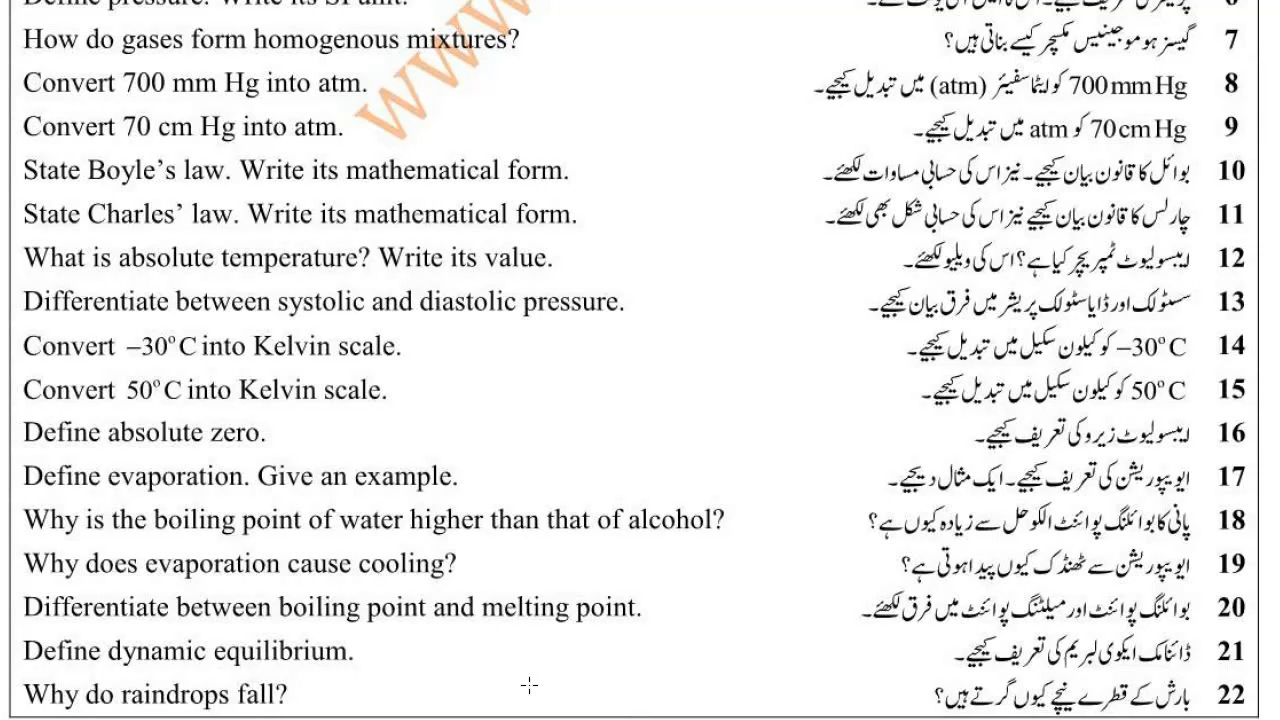 Define pressure. Write its SI unit. 6
How do gases form homogenous mixtures? گیسز ہوموجینیس مکسچر کیسے بناتی ہیں؟ 7
Convert 700 mm Hg into atm. 700 mm Hg کو ایٹماسفیئر (atm) میں تبدیل کیجیے۔ 8
Convert 70 cm Hg into atm. 70 cm Hg کو atm میں تبدیل کیجیے۔ 9
State Boyle’s law. Write its mathematical form. بوائل کا قانون بیان کیجیے۔ نیز اس کی حسابی مساوات لکھئے۔ 10
State Charles’ law. Write its mathematical form. چارلس کا قانون بیان کیجیے نیز اس کی حسابی شکل بھی لکھئے۔ 11
What is absolute temperature? Write its value. ایبسولیوٹ ٹمپریچر کیا ہے؟ اس کی ویلیو لکھئے۔ 12
Differentiate between systolic and diastolic pressure. سسٹولک اور ڈایاسٹولک پریشر میں فرق بیان کیجیے۔ 13
Convert –30°C into Kelvin scale. –30°C کو کیلون سکیل میں تبدیل کیجیے۔ 14
Convert 50°C into Kelvin scale. 50°C کو کیلون سکیل میں تبدیل کیجیے۔ 15
Define absolute zero. ایبسولیوٹ زیرو کی تعریف کیجیے۔ 16
Define evaporation. Give an example. ایویپوریشن کی تعریف کیجیے۔ ایک مثال دیجیے۔ 17
Why is the boiling point of water higher than that of alcohol? پانی کا بوائلنگ پوائنٹ الکوحل سے زیادہ کیوں ہے؟ 18
Why does evaporation cause cooling? ایویپوریشن سے ٹھنڈک کیوں پیدا ہوتی ہے؟ 19
Differentiate between boiling point and melting point. بوائلنگ پوائنٹ اور میلٹنگ پوائنٹ میں فرق لکھئے۔ 20
Define dynamic equilibrium. ڈائنامک ایکوی لبریم کی تعریف کیجیے۔ 21
Why do raindrops fall? بارش کے قطرے نیچے کیوں گرتے ہیں؟ 22
www